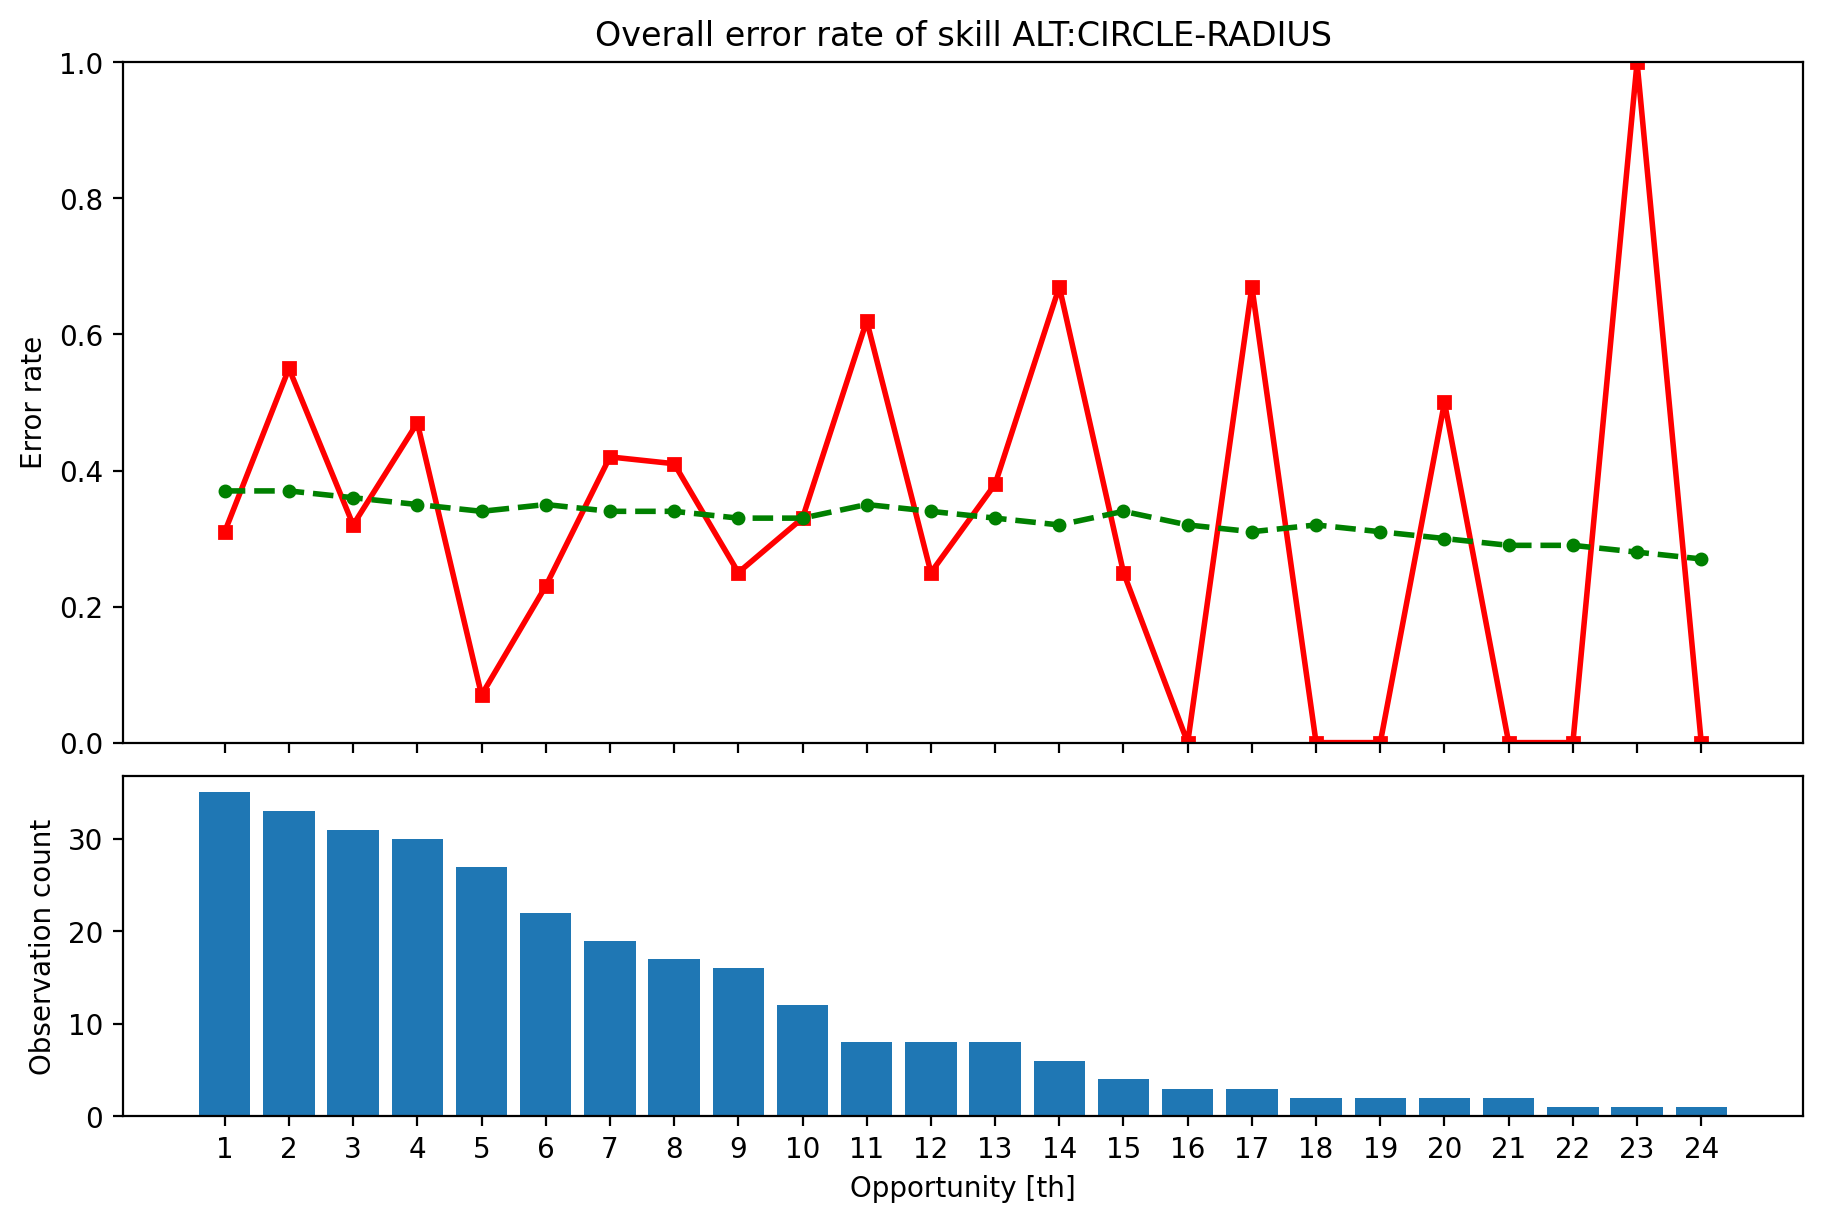 Overall error rate of skill ALT:CIRCLE-RADIUS
1.0
0.8
0.6
0.4
0.2
0.0
Error rate
30
20
10
0
Observation count
1 2 3 4 5 6 7 8 9 10 11 12 13 14 15 16 17 18 19 20 21 22 23 24
Opportunity [th]